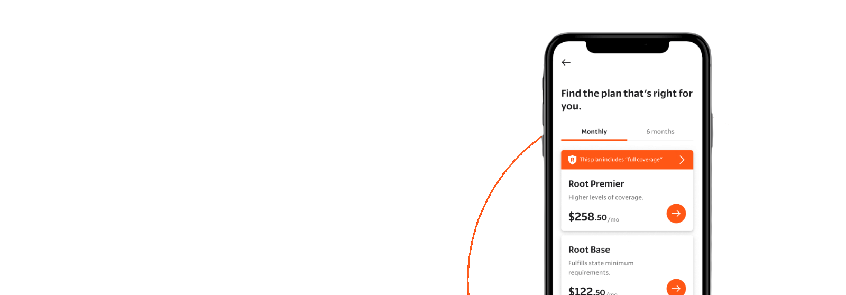 Find the plan that's right for
you.
Monthly 6 months
This plan includes "full coverage"
Root Premier
Higher levels of coverage.
$258.50 /mo
Root Base
Fulfills state minimum
requirements.
$122.50 /mo